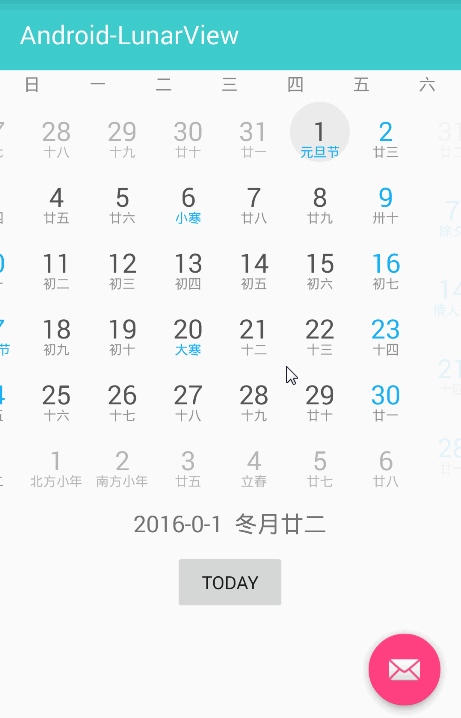 Android-LunarView
日 一 二 三 四 五 六
28 29 30 31 1 2 31
十八 十九 廿十 廿一 元旦节 廿三
4 5 6 7 8 9 7
廿五 廿六 小寒 廿八 廿九 卅十
11 12 13 14 15 16 14
初二 初三 初四 初五 初六 初七
18 19 20 21 22 23 21
初九 初十 大寒 十二 十三 十四
25 26 27 28 29 30 28
十六 十七 十八 十九 廿十 廿一
1 2 3 4 5 6
北方小年 南方小年 廿五 立春 廿七 廿八
2016-0-1 冬月廿二
TODAY